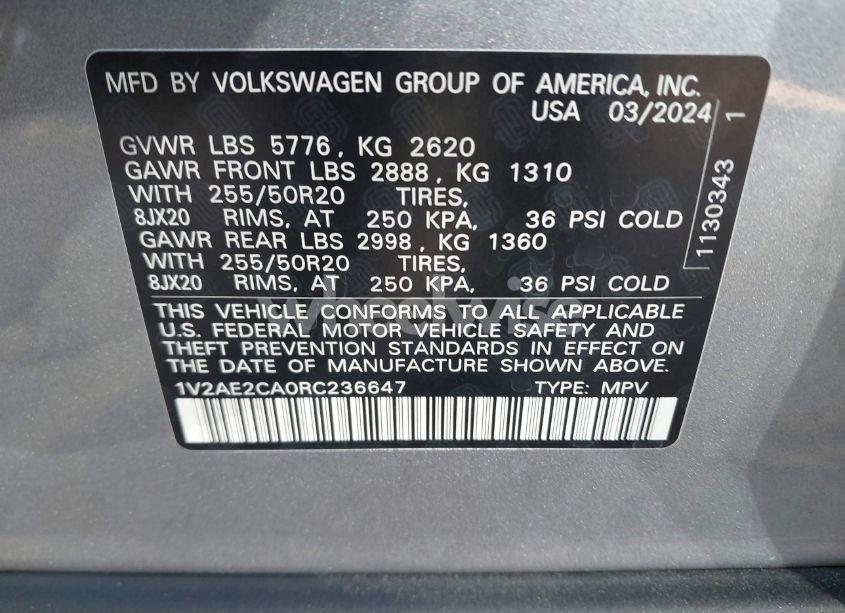 MFD BY VOLKSWAGEN GROUP OF AMERICA, INC.
USA 03/2024
GVWR LBS 5776, KG 2620
GAWR FRONT LBS 2888, KG 1310
WITH 255/50R20 TIRES,
8JX20 RIMS, AT 250 KPA, 36 PSI COLD
GAWR REAR LBS 2998, KG 1360
WITH 255/50R20 TIRES,
8JX20 RIMS, AT 250 KPA, 36 PSI COLD
THIS VEHICLE CONFORMS TO ALL APPLICABLE
U.S. FEDERAL MOTOR VEHICLE SAFETY AND
THEFT PREVENTION STANDARDS IN EFFECT ON
THE DATE OF MANUFACTURE SHOWN ABOVE.
1V2AE2CA0RC236647 TYPE: MPV
1130343 1